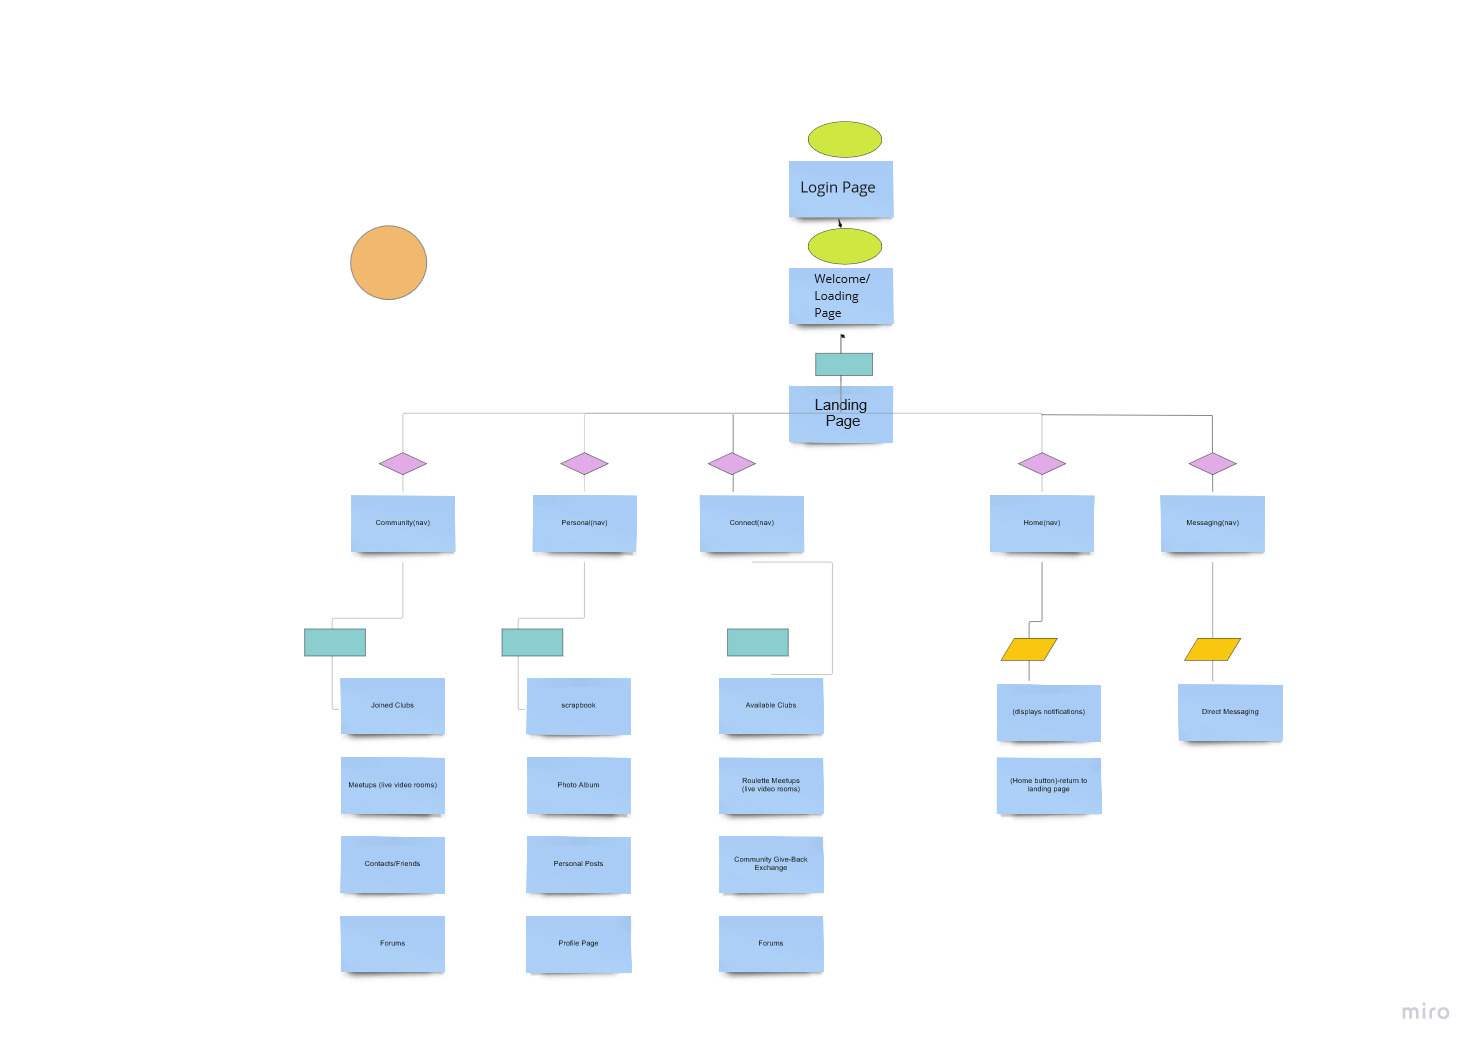 Login Page
Welcome/
Loading
Page
Landing
Page
Community(nav)
Personal(nav)
Connect(nav)
Home(nav)
Messaging(nav)
Joined Clubs
scrapbook
Available Clubs
(displays notifications)
Direct Messaging
Meetups (live video rooms)
Photo Album
Roulette Meetups
(live video rooms)
(Home button)-return to
landing page
Contacts/Friends
Personal Posts
Community Give-Back
Exchange
Forums
Profile Page
Forums
miro